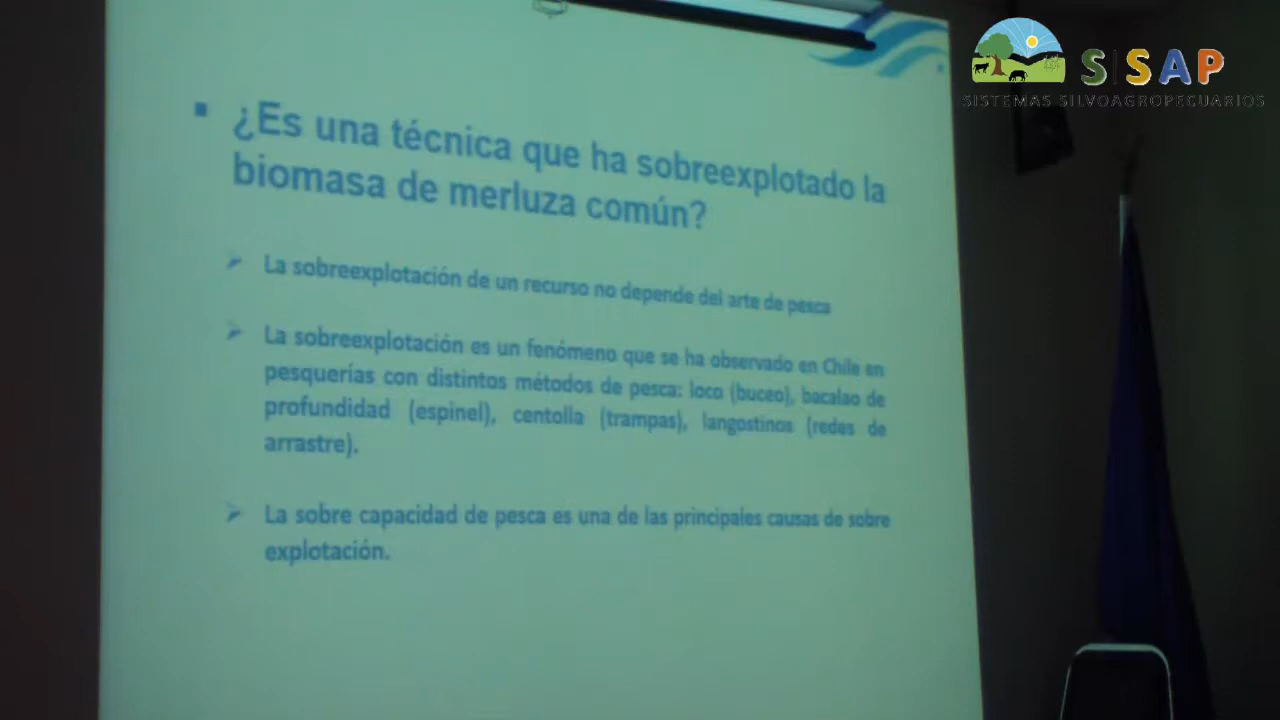 SISAP
SISTEMAS SILVOAGROPECUARIOS
¿Es una técnica que ha sobreexplotado la
biomasa de merluza común?
La sobreexplotación de un recurso no depende del arte de pesca
La sobreexplotación es un fenómeno que se ha observado en Chile en
pesquerías con distintos métodos de pesca: loco (buceo), bacalao de
profundidad (espinel), centolla (trampas), langostinos (redes de
arrastre).
La sobre capacidad de pesca es una de las principales causas de sobre
explotación.